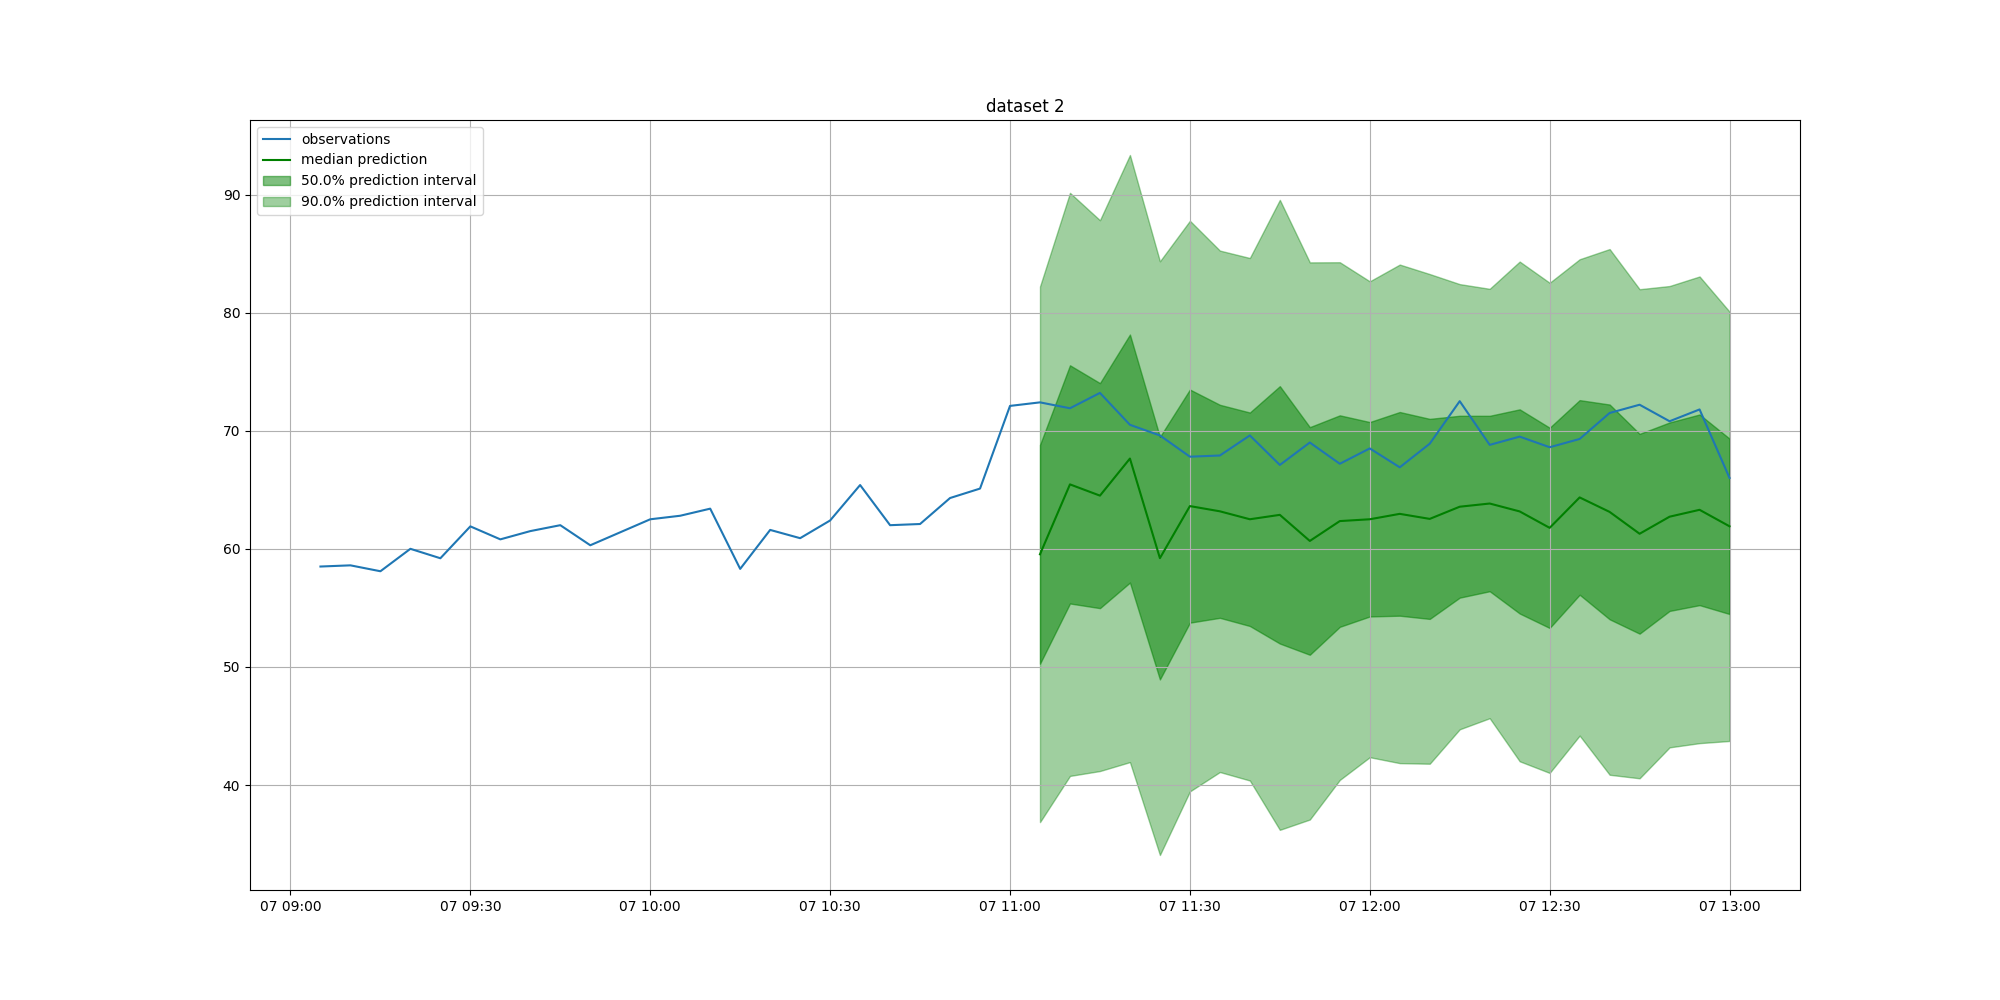 dataset 2
observations
median prediction
50.0% prediction interval
90.0% prediction interval
90
80
70
60
50
40
07 09:00 07 09:30 07 10:00 07 10:30 07 11:00 07 11:30 07 12:00 07 12:30 07 13:00